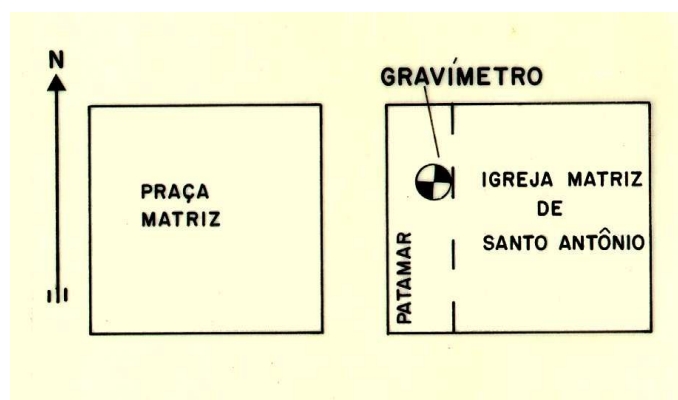 N
GRAVÍMETRO
PRAÇA
MATRIZ
IGREJA MATRIZ
DE
SANTO ANTÔNIO
PATAMAR